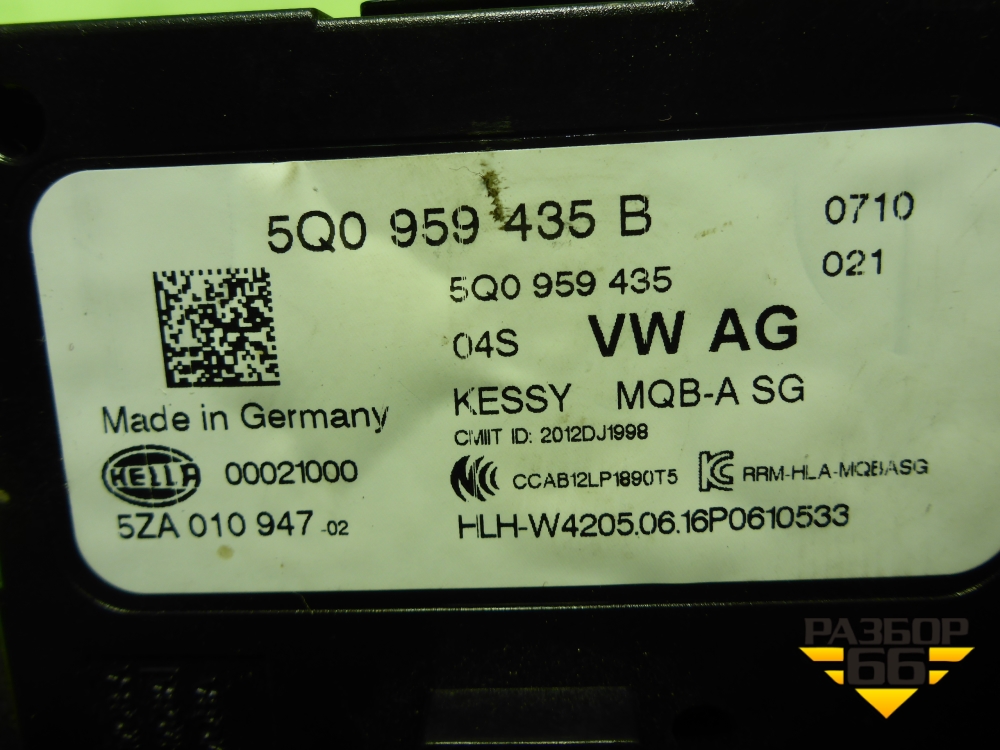 5Q0 959 435 B
0710
021
5Q0 959 435
04S VW AG
KESSY MQB-A SG
Made in Germany
CMIIT ID: 2012DJ1998
HELLA 00021000
CCAB12LP1890T5
RRM-HLA-MQBASG
5ZA 010 947 -02
HLH-W4205.06.16P0610533
РАЗБОР
66